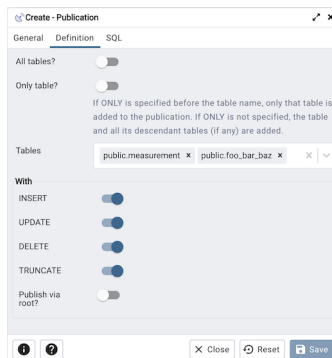 Create - Publication
General Definition SQL
All tables?
Only table?
If ONLY is specified before the table name, only that table is
added to the publication. If ONLY is not specified, the table
and all its descendant tables (if any) are added.
Tables public.measurement × public.foo_bar_baz ×
With
INSERT
UPDATE
DELETE
TRUNCATE
Publish via
root?
Close Reset Save